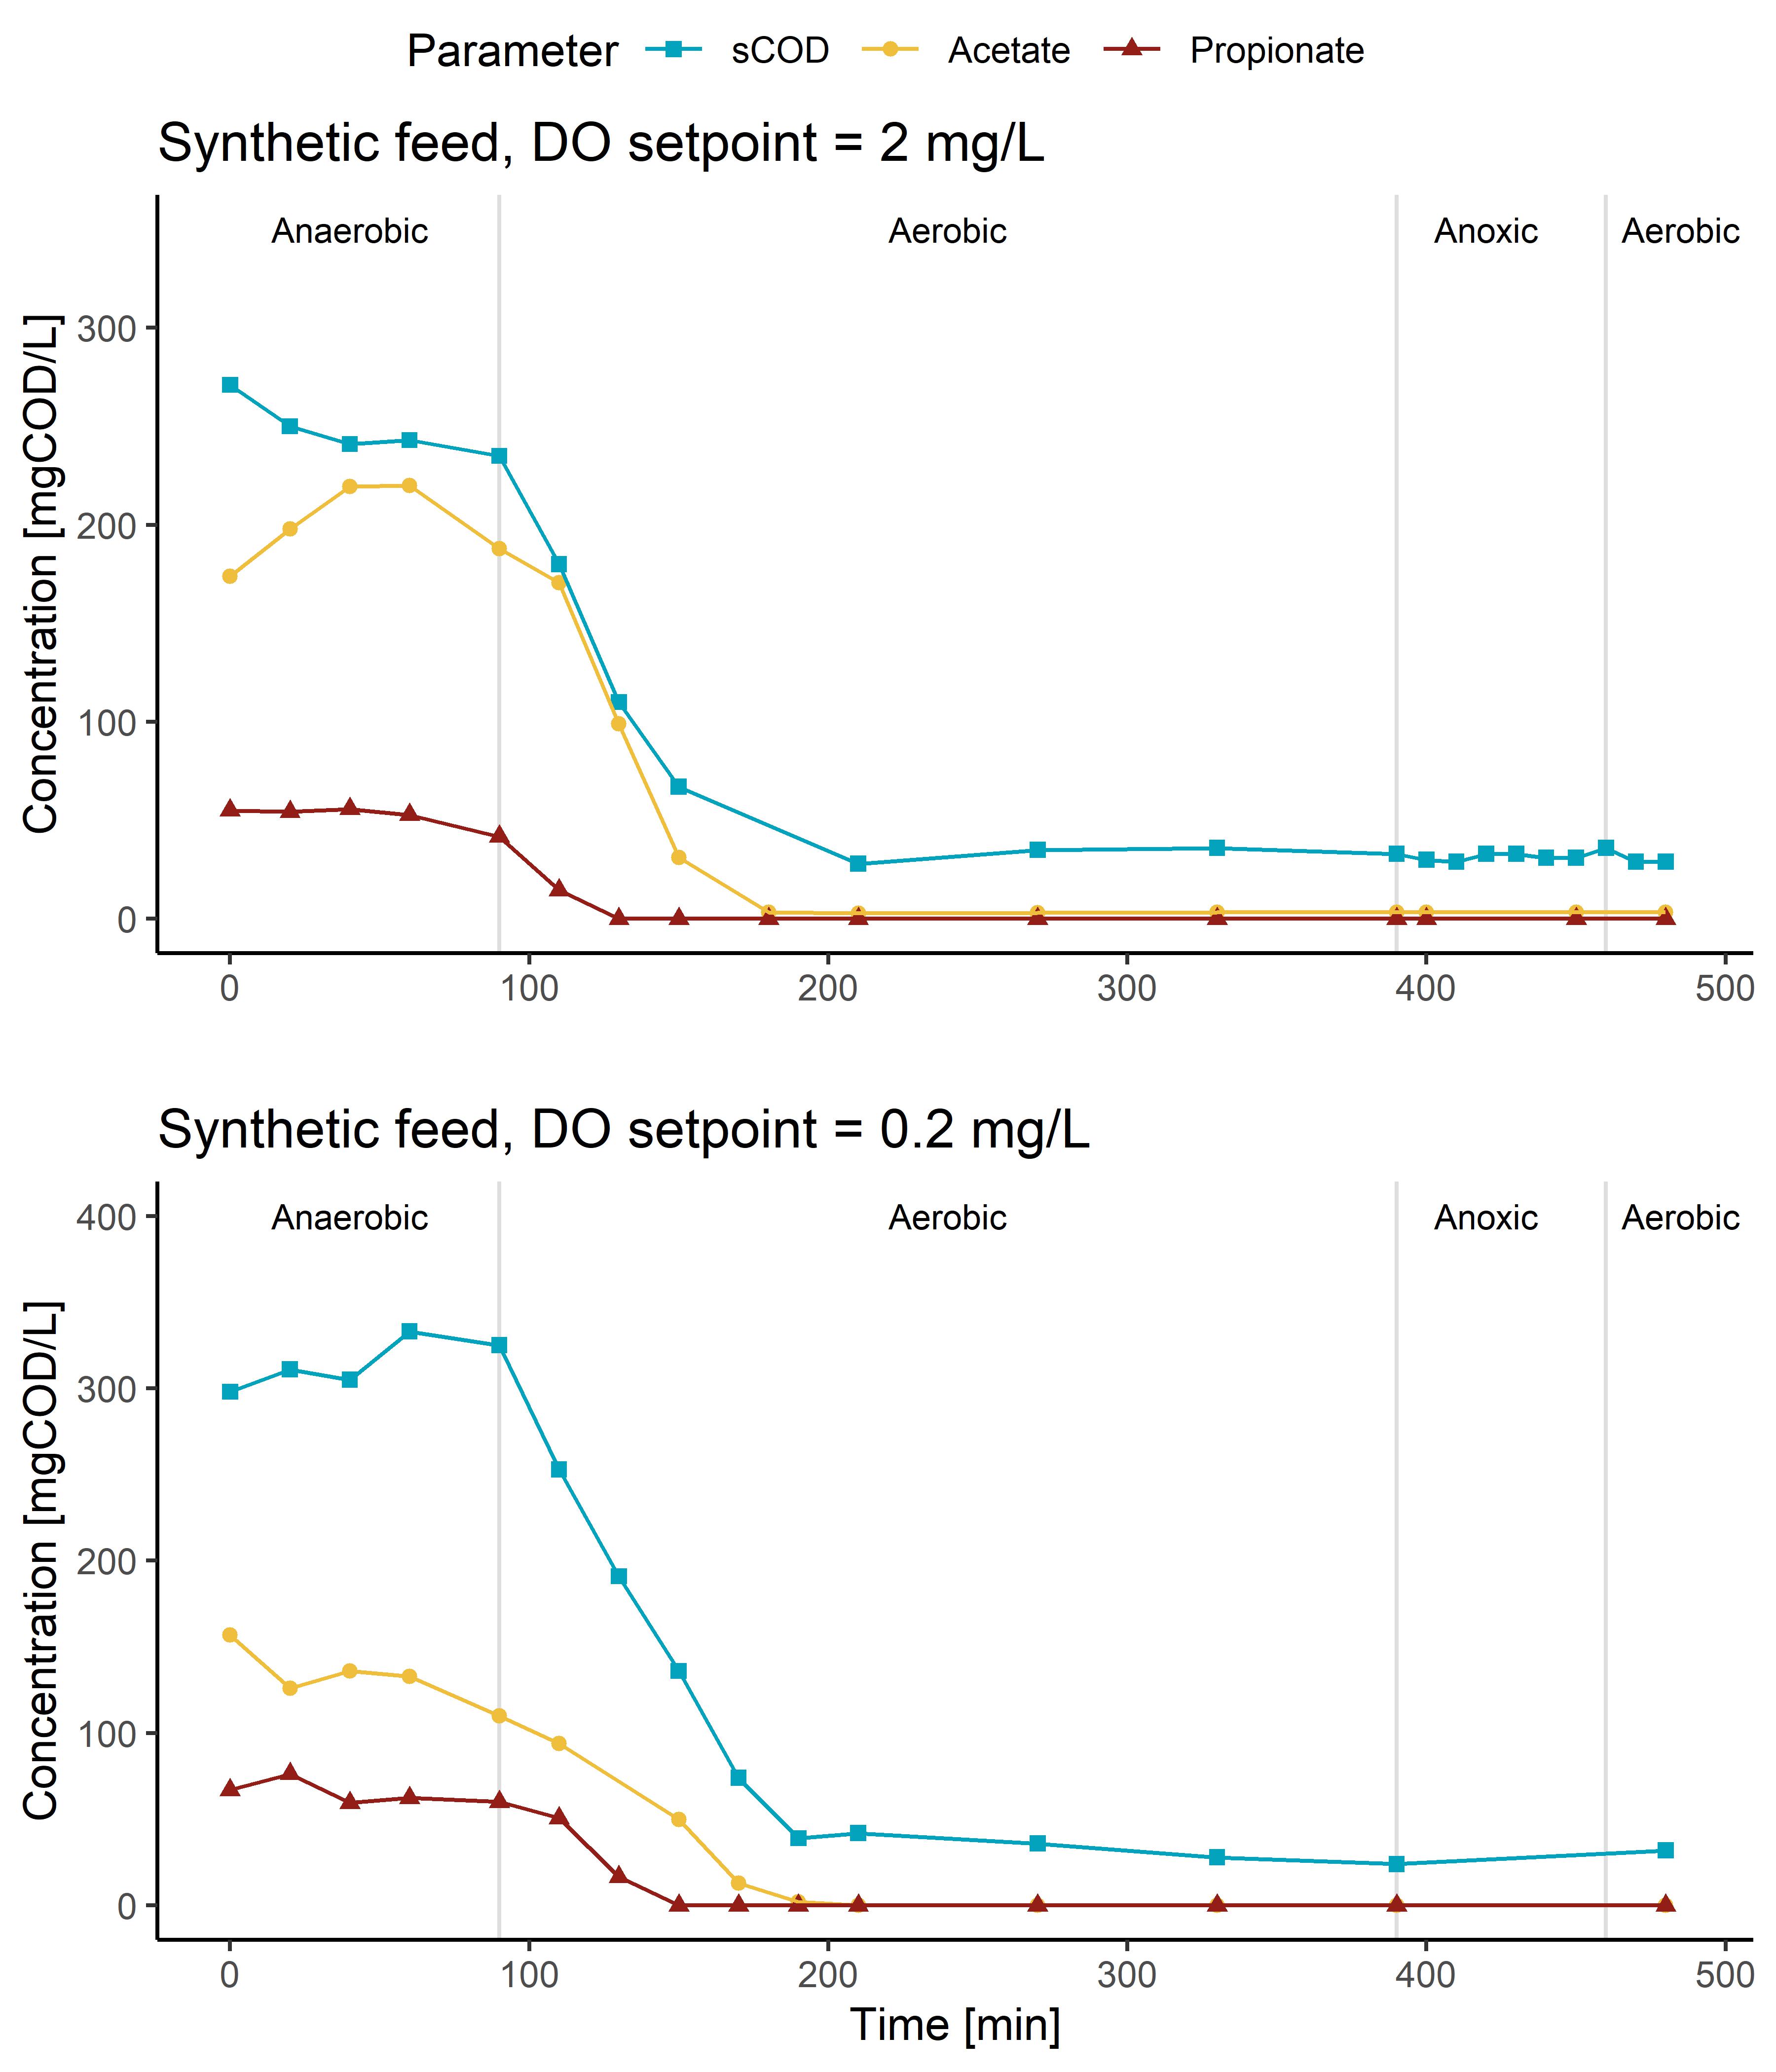 Parameter sCOD Acetate Propionate
Synthetic feed, DO setpoint = 2 mg/L
Anaerobic Aerobic Anoxic Aerobic
Concentration [mgCOD/L]
300
200
100
0
0 100 200 300 400 500
Synthetic feed, DO setpoint = 0.2 mg/L
Anaerobic Aerobic Anoxic Aerobic
Concentration [mgCOD/L]
400
300
200
100
0
0 100 200 300 400 500
Time [min]